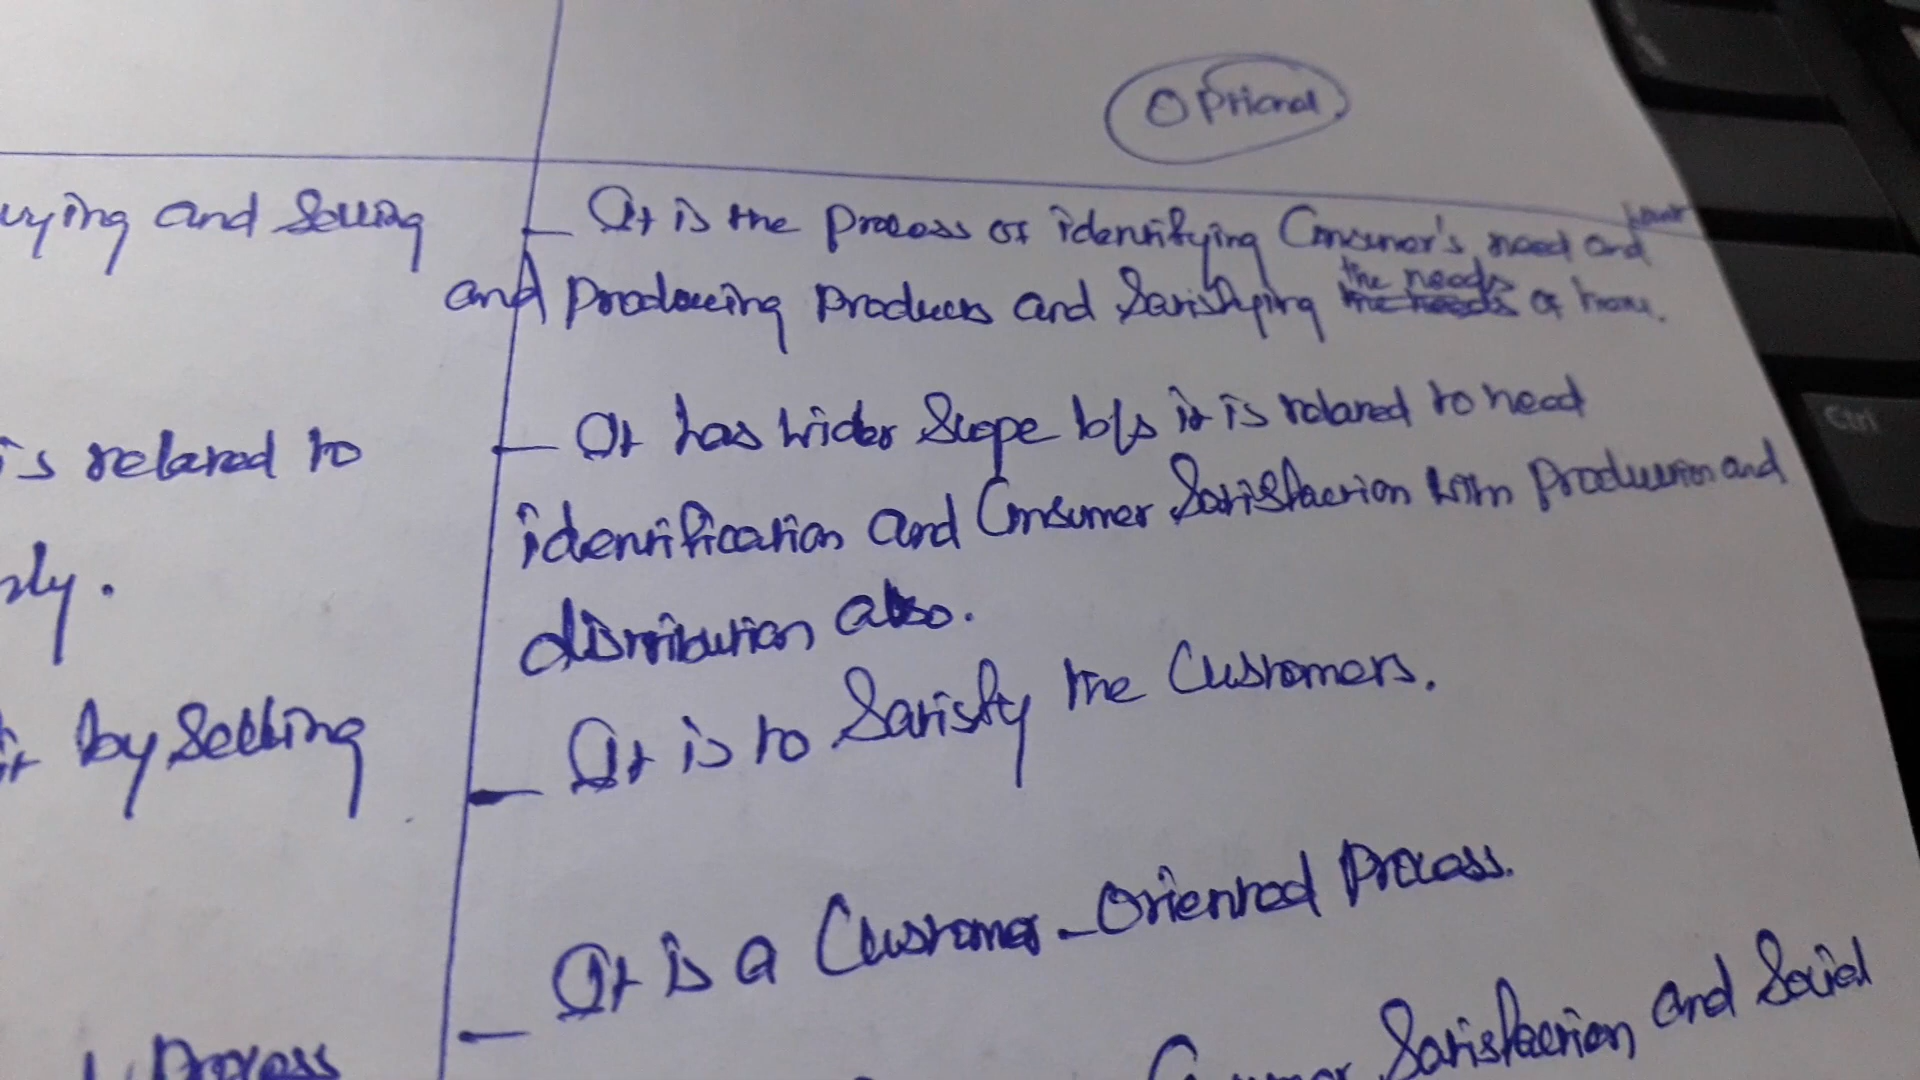 Optional
ying and Selling
- It is the process of identifying Consumer's need and want
and producing products and Satisfying the needs of them.
is related to
- It has wider Scope b/s it is related to need
identification and Consumer Satisfaction with production and
distribution also.
by Selling
- It is to Satisfy the Customers.
- It is a Customer-Oriented Process.
Process
Satisfaction and Social
Ctrl